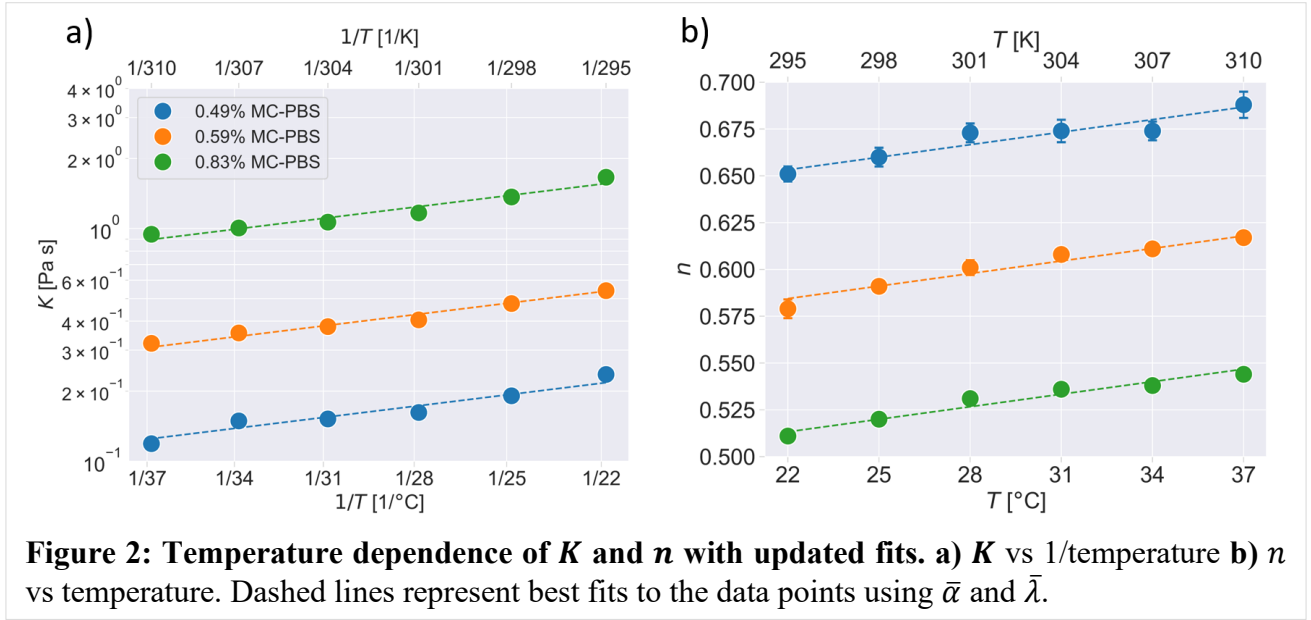 a)
1/T [1/K]
1/310 1/307 1/304 1/301 1/298 1/295
4 × 10⁰
3 × 10⁰
2 × 10⁰
10⁰
6 × 10⁻¹
4 × 10⁻¹
3 × 10⁻¹
2 × 10⁻¹
10⁻¹
K [Pa s]
0.49% MC-PBS
0.59% MC-PBS
0.83% MC-PBS
1/37 1/34 1/31 1/28 1/25 1/22
1/T [1/°C]
b)
T [K]
295 298 301 304 307 310
0.700
0.675
0.650
0.625
0.600
0.575
0.550
0.525
0.500
n
22 25 28 31 34 37
T [°C]
Figure 2: Temperature dependence of K and n with updated fits. a) K vs 1/temperature b) n
vs temperature. Dashed lines represent best fits to the data points using ᾱ and λ̄.